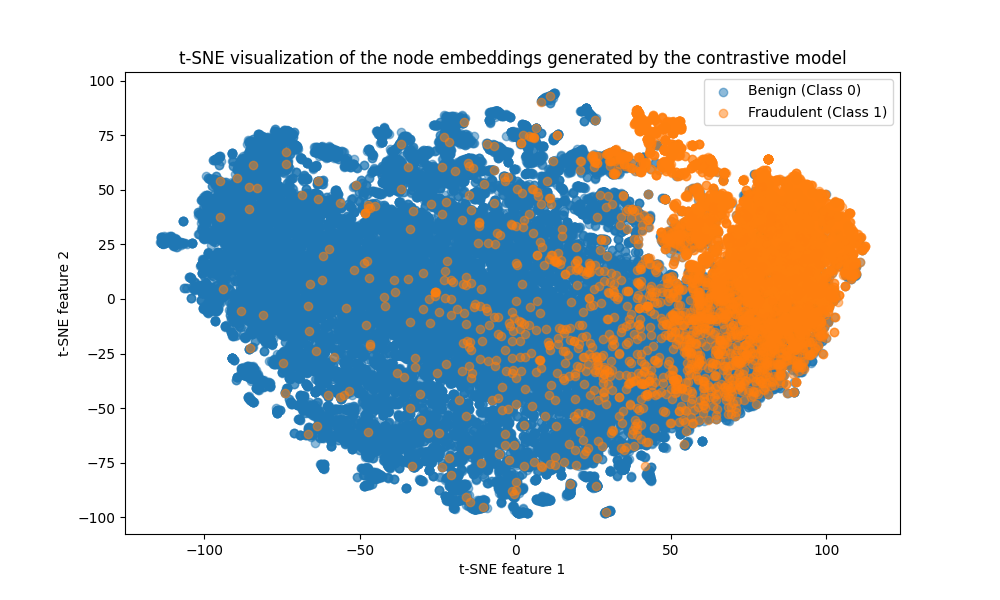 t-SNE visualization of the node embeddings generated by the contrastive model
Benign (Class 0)
Fraudulent (Class 1)
100
75
50
25
0
−25
−50
−75
−100
t-SNE feature 2
−100
−50
0
50
100
t-SNE feature 1